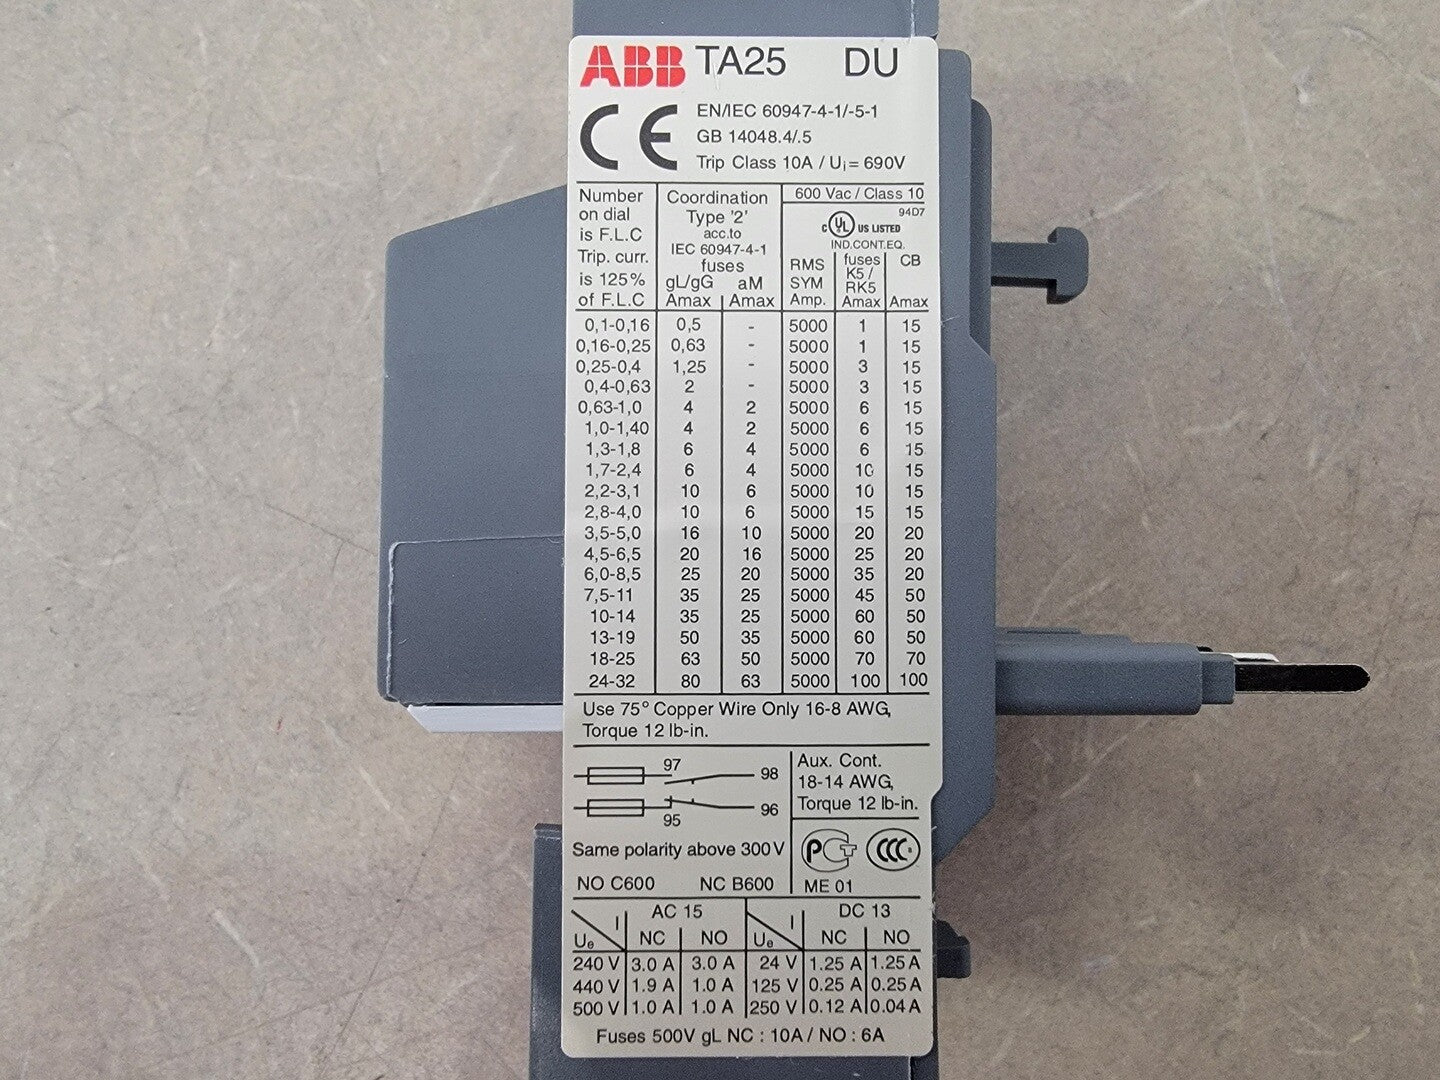 ABB TA25 DU
CE EN/IEC 60947-4-1/-5-1
GB 14048.4/.5
Trip Class 10A / Ui = 690V
Number on dial is F.L.C Trip. curr. is 125% of F.L.C
Coordination Type '2' acc.to IEC 60947-4-1 fuses
gL/gG Amax aM Amax
600 Vac / Class 10
94D7
c UL US LISTED
IND.CONT.EQ.
RMS SYM Amp. fuses K5 / RK5 Amax CB Amax
0,1-0,16 0,5 - 5000 1 15
0,16-0,25 0,63 - 5000 1 15
0,25-0,4 1,25 - 5000 3 15
0,4-0,63 2 - 5000 3 15
0,63-1,0 4 2 5000 6 15
1,0-1,40 4 2 5000 6 15
1,3-1,8 6 4 5000 6 15
1,7-2,4 6 4 5000 10 15
2,2-3,1 10 6 5000 10 15
2,8-4,0 10 6 5000 15 15
3,5-5,0 16 10 5000 20 20
4,5-6,5 20 16 5000 25 20
6,0-8,5 25 20 5000 35 20
7,5-11 35 25 5000 45 50
10-14 35 25 5000 60 50
13-19 50 35 5000 60 50
18-25 63 50 5000 70 70
24-32 80 63 5000 100 100
Use 75° Copper Wire Only 16-8 AWG,
Torque 12 lb-in.
97 98
95 96
Same polarity above 300V
NO C600 NC B600
Aux. Cont.
18-14 AWG,
Torque 12 lb-in.
РСТ CCC
ME 01
I AC 15 I DC 13
Ue NC NO Ue NC NO
240 V 3.0 A 3.0 A 24 V 1.25 A 1.25 A
440 V 1.9 A 1.0 A 125 V 0.25 A 0.25 A
500 V 1.0 A 1.0 A 250 V 0.12 A 0.04 A
Fuses 500V gL NC : 10A / NO : 6A